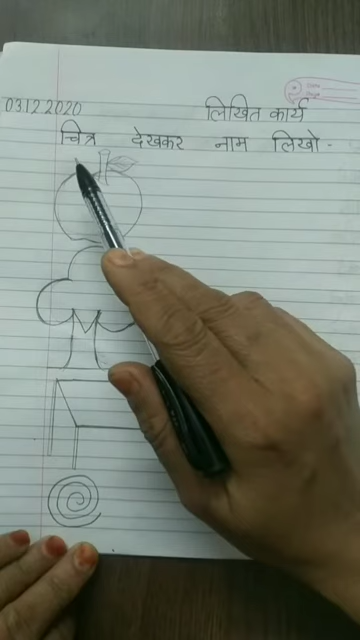 03.12.2020 लिखित कार्य
चित्र देखकर नाम लिखो.